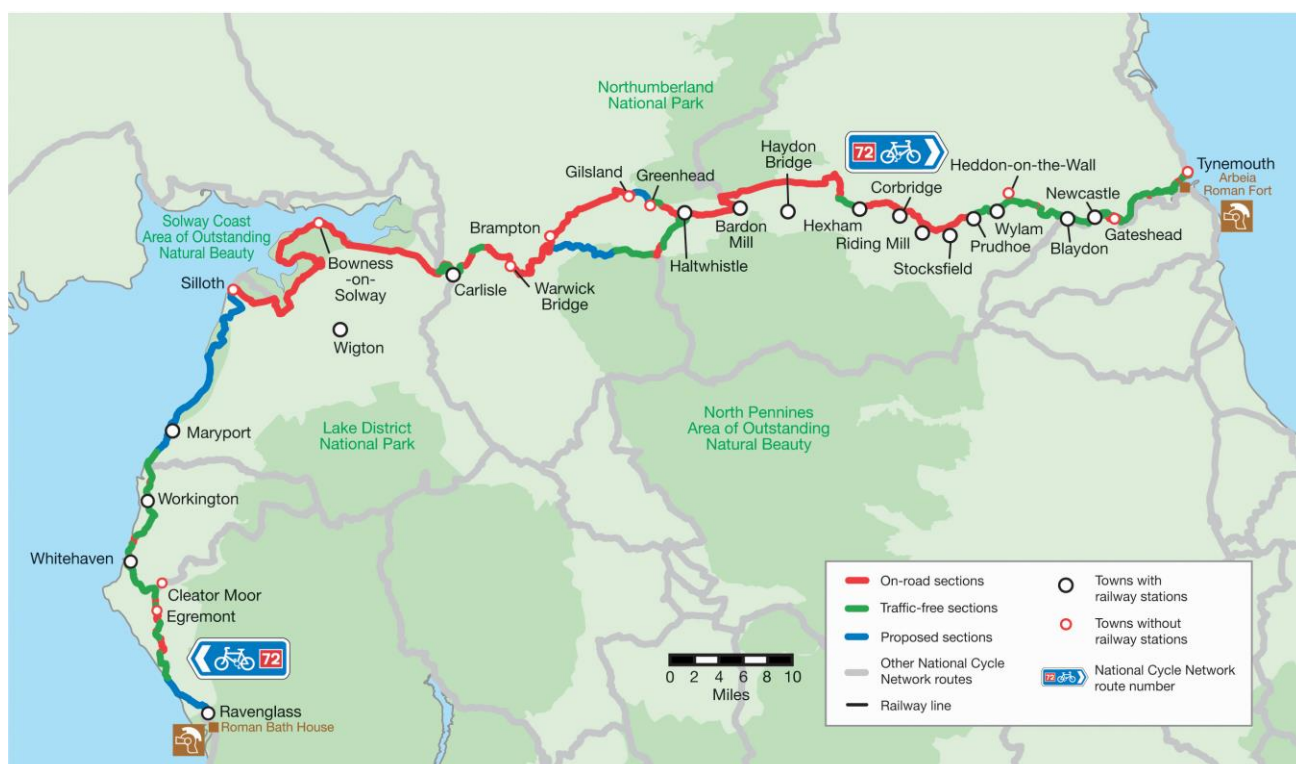 Northumberland
National Park
Haydon
Bridge
72
Heddon-on-the-Wall
Tynemouth
Arbeia
Roman Fort
Gilsland
Greenhead
Corbridge
Newcastle
Solway Coast
Area of Outstanding
Natural Beauty
Brampton
Bardon
Mill
Hexham
Riding Mill
Wylam
Prudhoe
Blaydon
Gateshead
Stocksfield
Haltwhistle
Silloth
Bowness
-on-
Solway
Carlisle
Warwick
Bridge
Wigton
Maryport
Lake District
National Park
North Pennines
Area of Outstanding
Natural Beauty
Workington
Whitehaven
Cleator Moor
Egremont
72
Ravenglass
Roman Bath House
0 2 4 6 8 10
Miles
On-road sections
Traffic-free sections
Proposed sections
Other National Cycle
Network routes
Railway line
Towns with
railway stations
Towns without
railway stations
72
National Cycle Network
route number